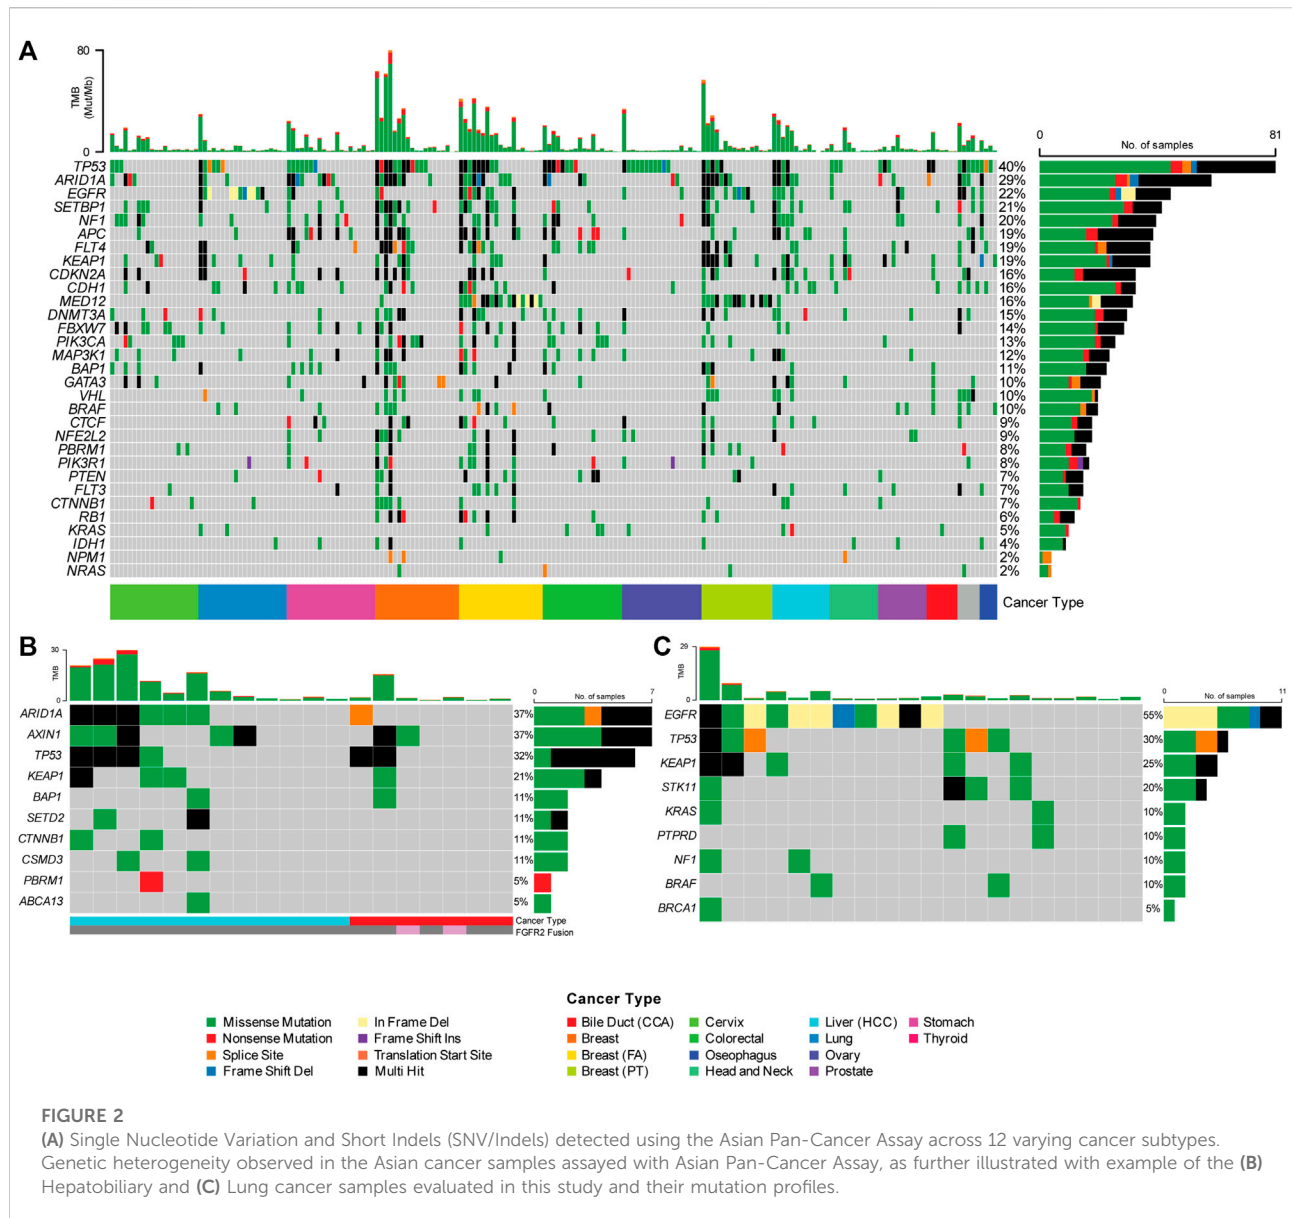 A
80
0
TMB
(Mut/Mb)
0
81
No. of samples
TP53 40%
ARID1A 29%
EGFR 22%
SETBP1 21%
NF1 20%
APC 19%
FLT4 19%
KEAP1 19%
CDKN2A 16%
CDH1 16%
MED12 16%
DNMT3A 15%
FBXW7 14%
PIK3CA 13%
MAP3K1 12%
BAP1 11%
GATA3 10%
VHL 10%
BRAF 10%
CTCF 9%
NFE2L2 9%
PBRM1 8%
PIK3R1 8%
PTEN 7%
FLT3 7%
CTNNB1 7%
RB1 6%
KRAS 5%
IDH1 4%
NPM1 2%
NRAS 2%
Cancer Type
B
30
0
TMB
0
7
No. of samples
ARID1A 37%
AXIN1 37%
TP53 32%
KEAP1 21%
BAP1 11%
SETD2 11%
CTNNB1 11%
CSMD3 11%
PBRM1 5%
ABCA13 5%
Cancer Type
FGFR2 Fusion
C
29
0
TMB
0
11
No. of samples
EGFR 55%
TP53 30%
KEAP1 25%
STK11 20%
KRAS 10%
PTPRD 10%
NF1 10%
BRAF 10%
BRCA1 5%
Missense Mutation
Nonsense Mutation
Splice Site
Frame Shift Del
In Frame Del
Frame Shift Ins
Translation Start Site
Multi Hit
Cancer Type
Bile Duct (CCA)
Breast
Breast (FA)
Breast (PT)
Cervix
Colorectal
Oseophagus
Head and Neck
Liver (HCC)
Lung
Ovary
Prostate
Stomach
Thyroid
FIGURE 2
(A) Single Nucleotide Variation and Short Indels (SNV/Indels) detected using the Asian Pan-Cancer Assay across 12 varying cancer subtypes.
Genetic heterogeneity observed in the Asian cancer samples assayed with Asian Pan-Cancer Assay, as further illustrated with example of the (B)
Hepatobiliary and (C) Lung cancer samples evaluated in this study and their mutation profiles.